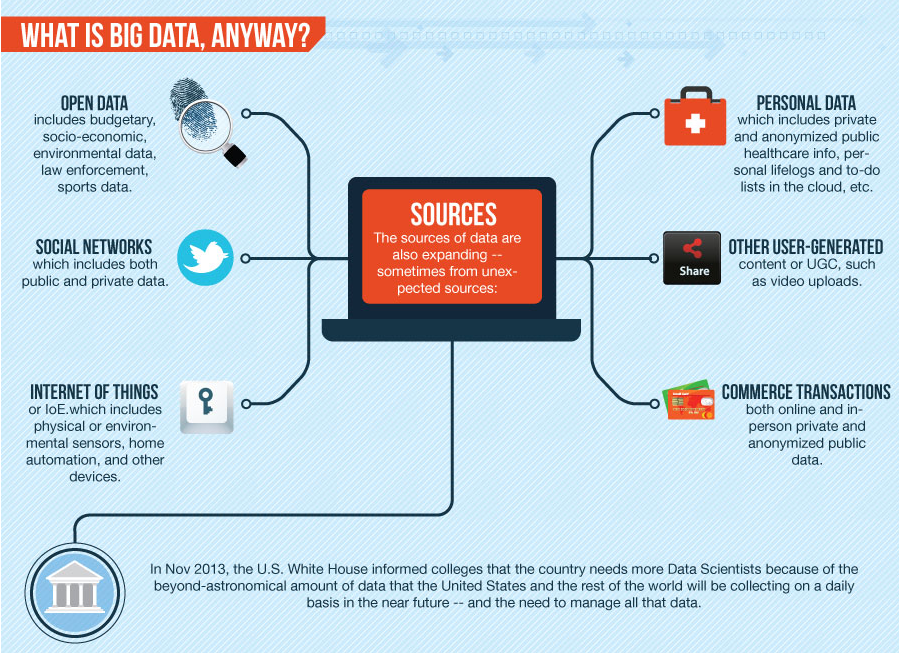 WHAT IS BIG DATA, ANYWAY?
OPEN DATA
includes budgetary,
socio-economic,
environmental data,
law enforcement,
sports data.
SOCIAL NETWORKS
which includes both
public and private data.
INTERNET OF THINGS
or IoE.which includes
physical or environ-
mental sensors, home
automation, and other
devices.
SOURCES
The sources of data are
also expanding --
sometimes from unex-
pected sources:
PERSONAL DATA
which includes private
and anonymized public
healthcare info, per-
sonal lifelogs and to-do
lists in the cloud, etc.
Share
OTHER USER-GENERATED
content or UGC, such
as video uploads.
COMMERCE TRANSACTIONS
both online and in-
person private and
anonymized public
data.
In Nov 2013, the U.S. White House informed colleges that the country needs more Data Scientists because of the
beyond-astronomical amount of data that the United States and the rest of the world will be collecting on a daily
basis in the near future -- and the need to manage all that data.